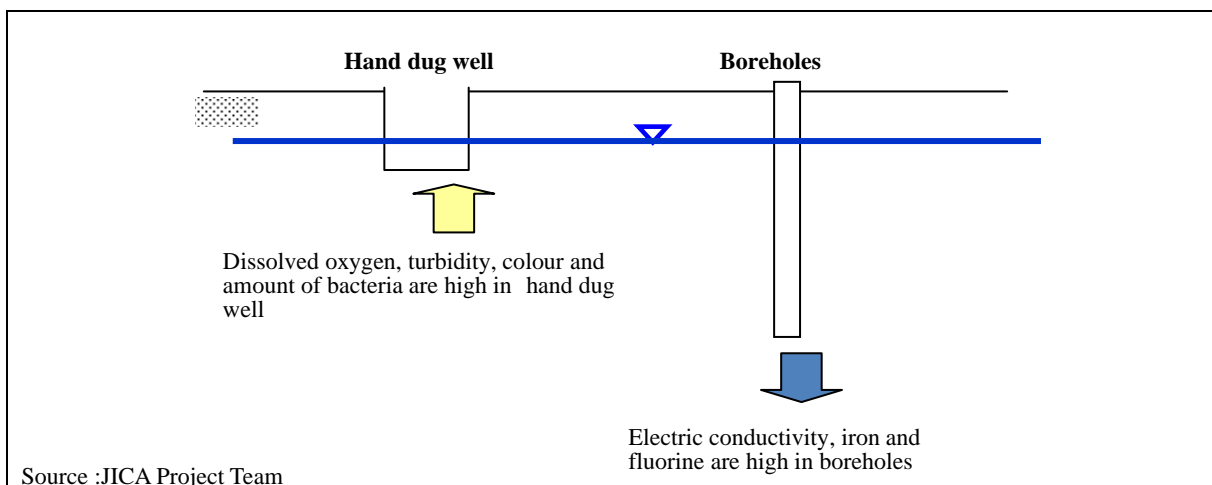 Hand dug well
Boreholes
Dissolved oxygen, turbidity, colour and
amount of bacteria are high in hand dug
well
Electric conductivity, iron and
fluorine are high in boreholes
Source :JICA Project Team